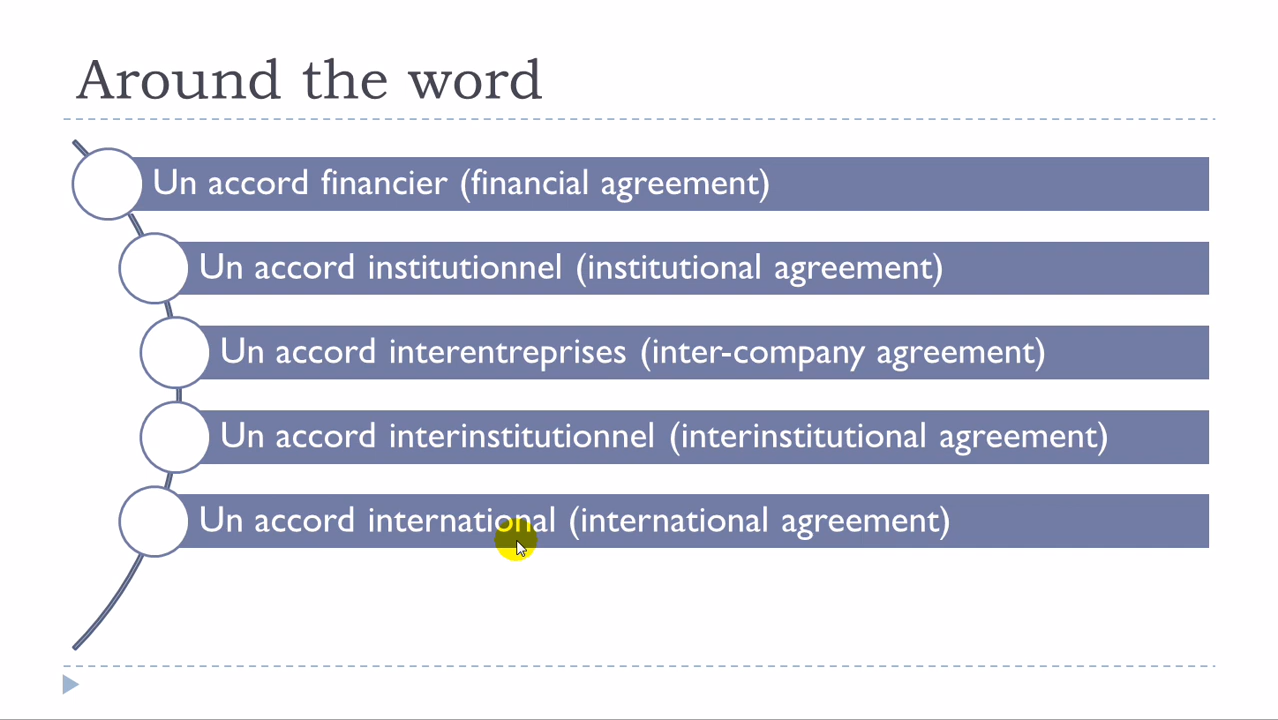 Around the word
Un accord financier (financial agreement)
Un accord institutionnel (institutional agreement)
Un accord interentreprises (inter-company agreement)
Un accord interinstitutionnel (interinstitutional agreement)
Un accord international (international agreement)